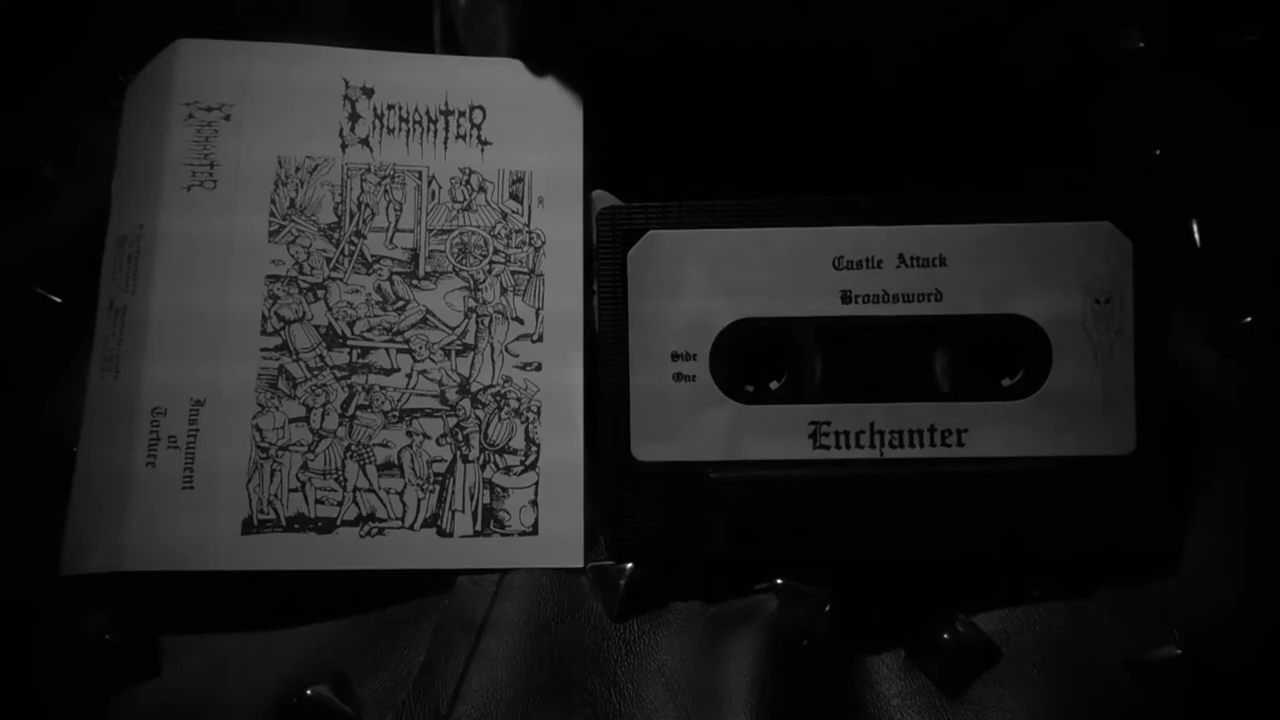 Enchanter
Enchanter
Instrument
of
Torture
Castle Attack
Broadsword
Side
One
Enchanter